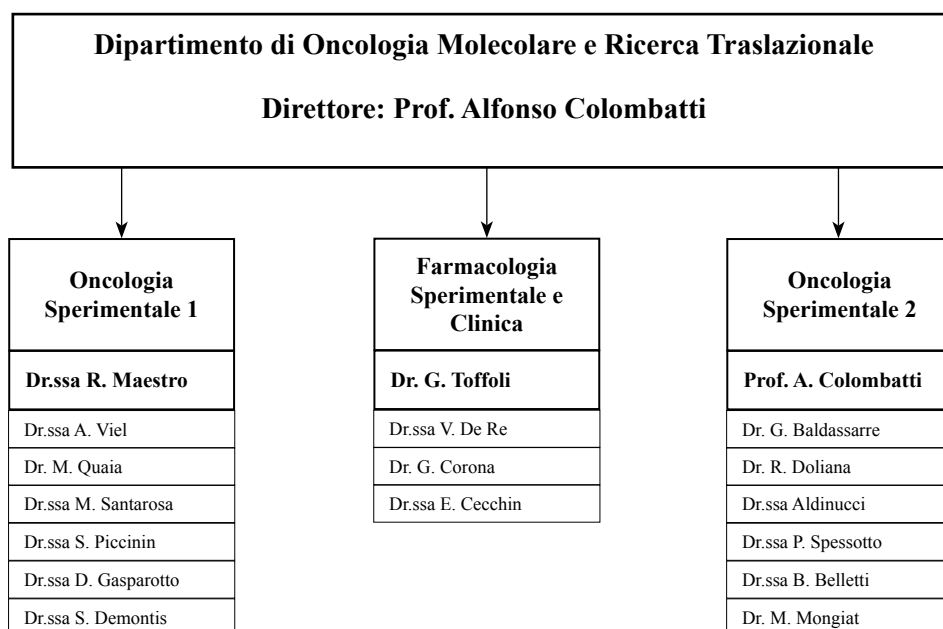 Dipartimento di Oncologia Molecolare e Ricerca Traslazionale
Direttore: Prof. Alfonso Colombatti
Oncologia
Sperimentale 1
Dr.ssa R. Maestro
Dr.ssa A. Viel
Dr. M. Quaia
Dr.ssa M. Santarosa
Dr.ssa S. Piccinin
Dr.ssa D. Gasparotto
Dr.ssa S. Demontis
Farmacologia
Sperimentale e
Clinica
Dr. G. Toffoli
Dr.ssa V. De Re
Dr. G. Corona
Dr.ssa E. Cecchin
Oncologia
Sperimentale 2
Prof. A. Colombatti
Dr. G. Baldassarre
Dr. R. Doliana
Dr.ssa Aldinucci
Dr.ssa P. Spessotto
Dr.ssa B. Belletti
Dr. M. Mongiat